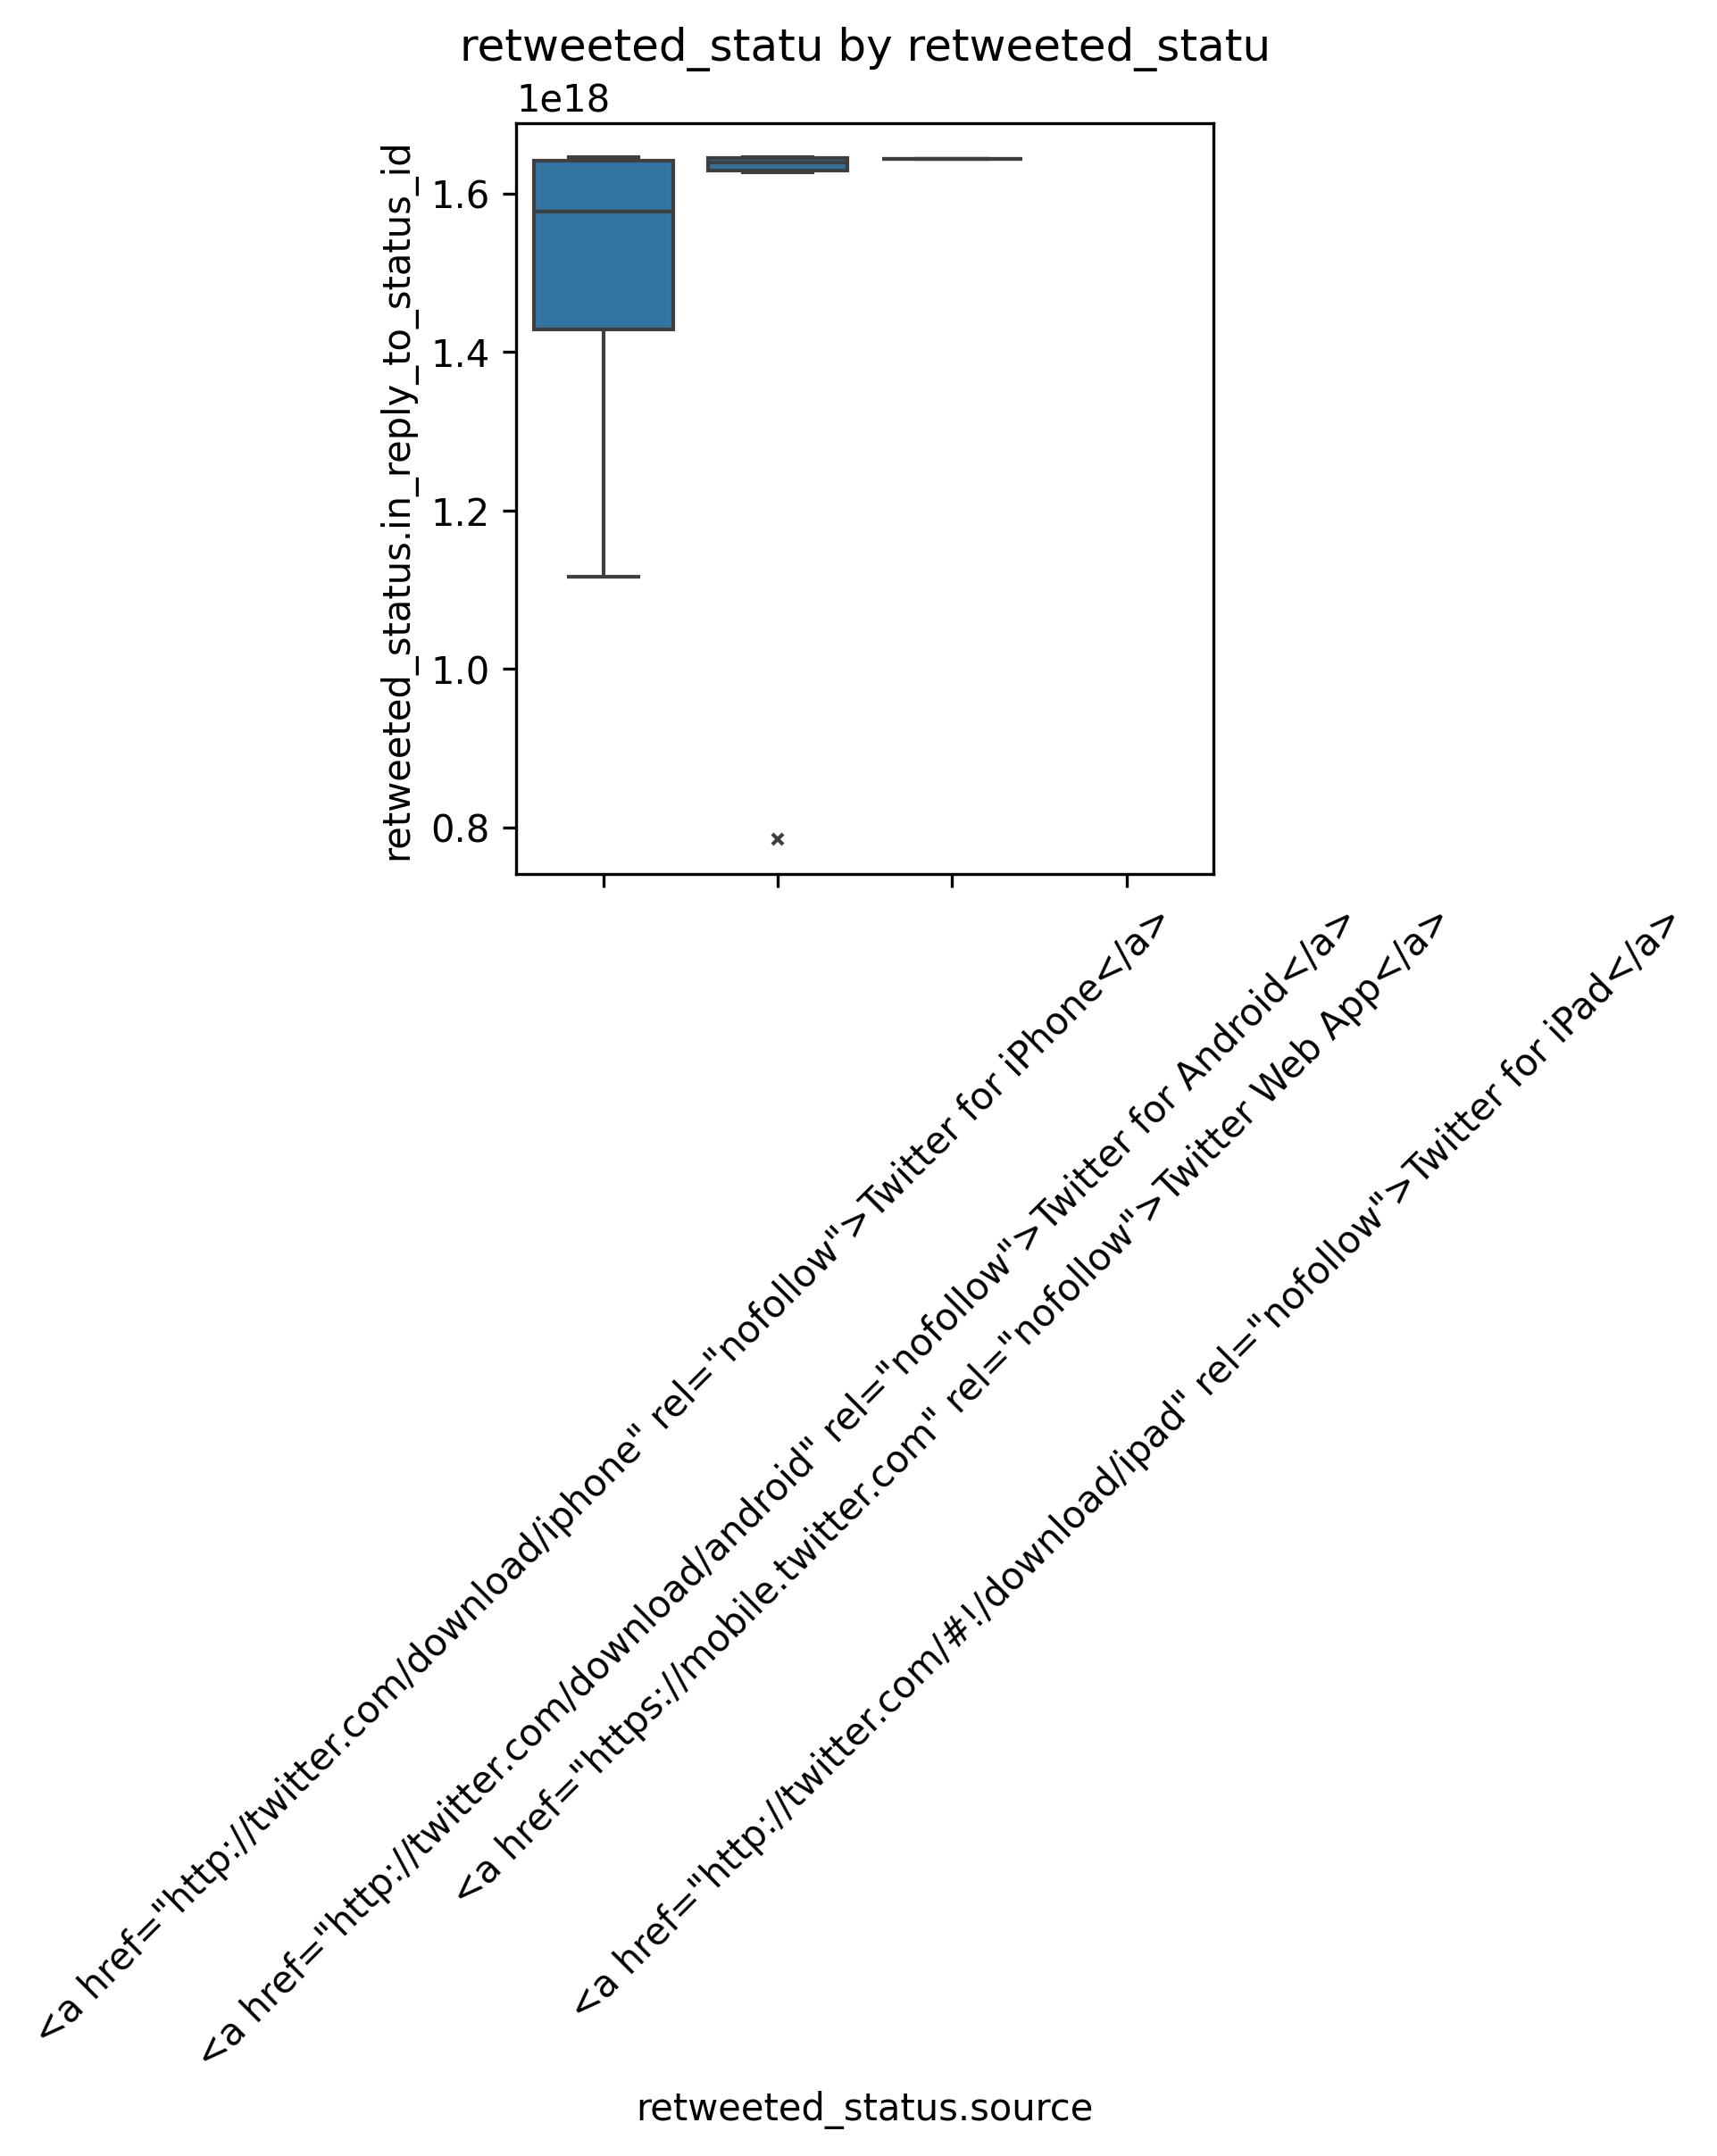 retweeted_statu by retweeted_statu
1e18
retweeted_status.in_reply_to_status_id
1.6
1.4
1.2
1.0
0.8
<a href="http://twitter.com/download/iphone" rel="nofollow">Twitter for iPhone</a>
<a href="http://twitter.com/download/android" rel="nofollow">Twitter for Android</a>
<a href="https://mobile.twitter.com" rel="nofollow">Twitter Web App</a>
<a href="http://twitter.com/#!/download/ipad" rel="nofollow">Twitter for iPad</a>
retweeted_status.source